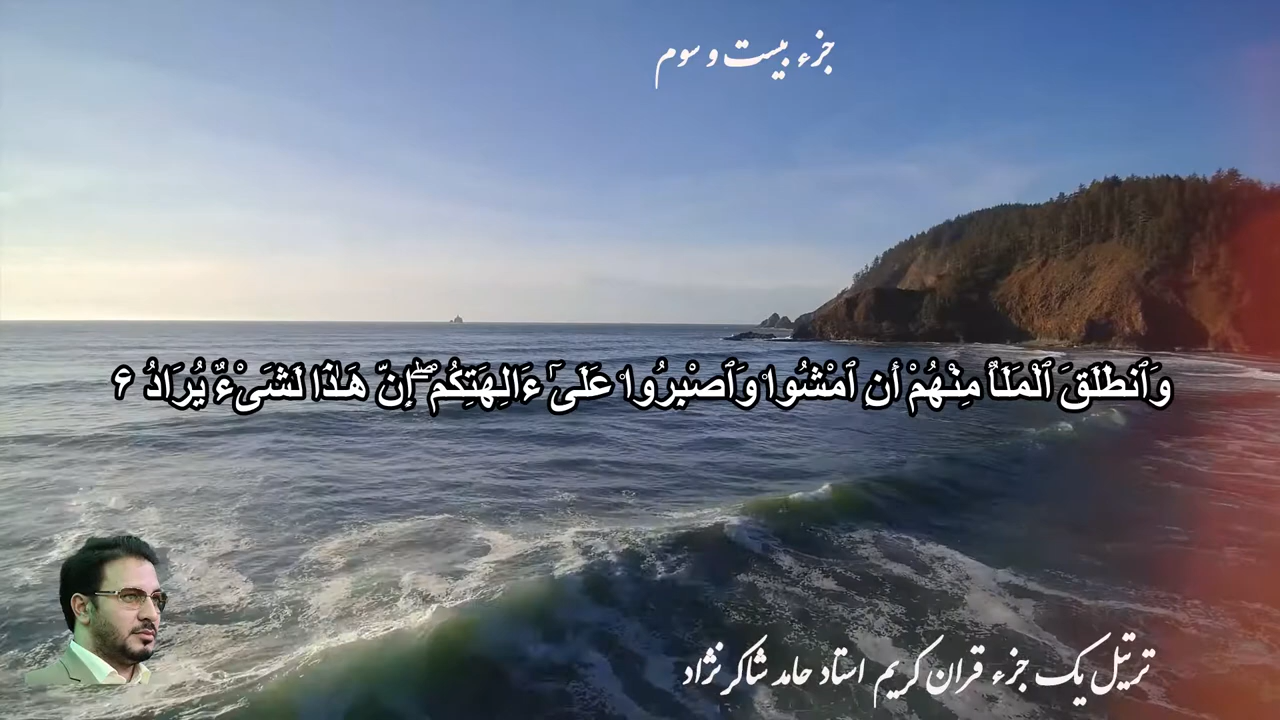 جزء بیست و سوم
وَٱنطَلَقَ ٱلۡمَلَأُ مِنۡهُمۡ أَنِ ٱمۡشُواْ وَٱصۡبِرُواْ عَلَىٰٓ ءَالِهَتِكُمۡۖ إِنَّ هَٰذَا لَشَيۡءٞ يُرَادُ ۶
ترتیل یک جزء قران کریم استاد حامد شاکر نژاد